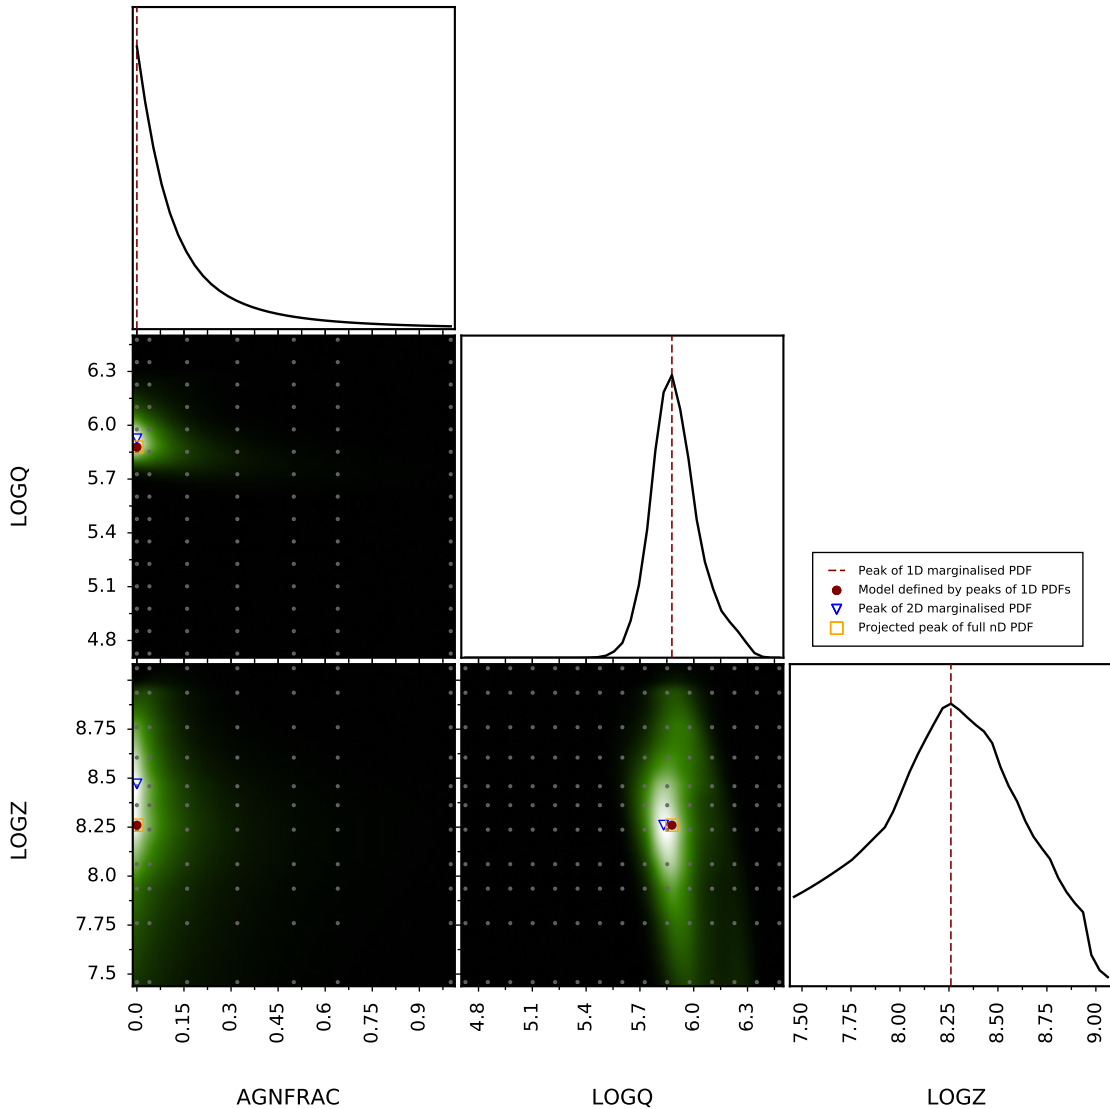 6.3
6.0
5.7
5.4
5.1
4.8
LOGQ
Peak of 1D marginalised PDF
Model defined by peaks of 1D PDFs
Peak of 2D marginalised PDF
Projected peak of full nD PDF
8.75
8.5
8.25
8.0
7.75
7.5
LOGZ
0.0 0.15 0.3 0.45 0.6 0.75 0.9
4.8 5.1 5.4 5.7 6.0 6.3
7.50 7.75 8.00 8.25 8.50 8.75 9.00
AGNFRAC LOGQ LOGZ